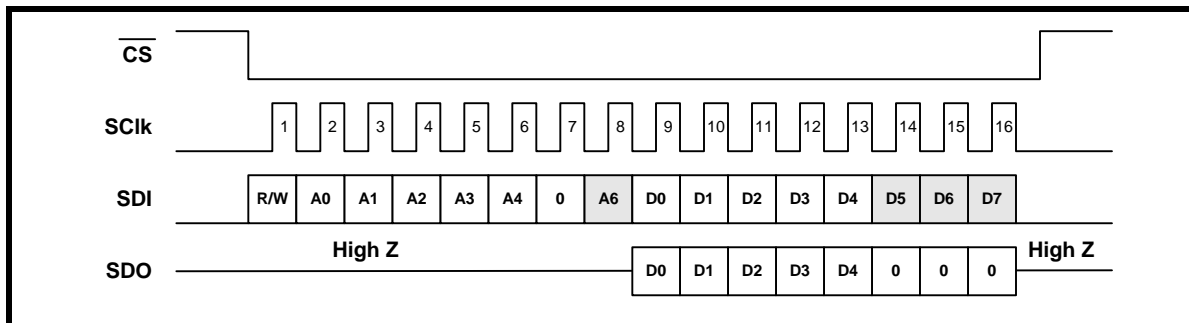 CS
SClk 1 2 3 4 5 6 7 8 9 10 11 12 13 14 15 16
SDI R/W A0 A1 A2 A3 A4 0 A6 D0 D1 D2 D3 D4 D5 D6 D7
High Z High Z
SDO D0 D1 D2 D3 D4 0 0 0